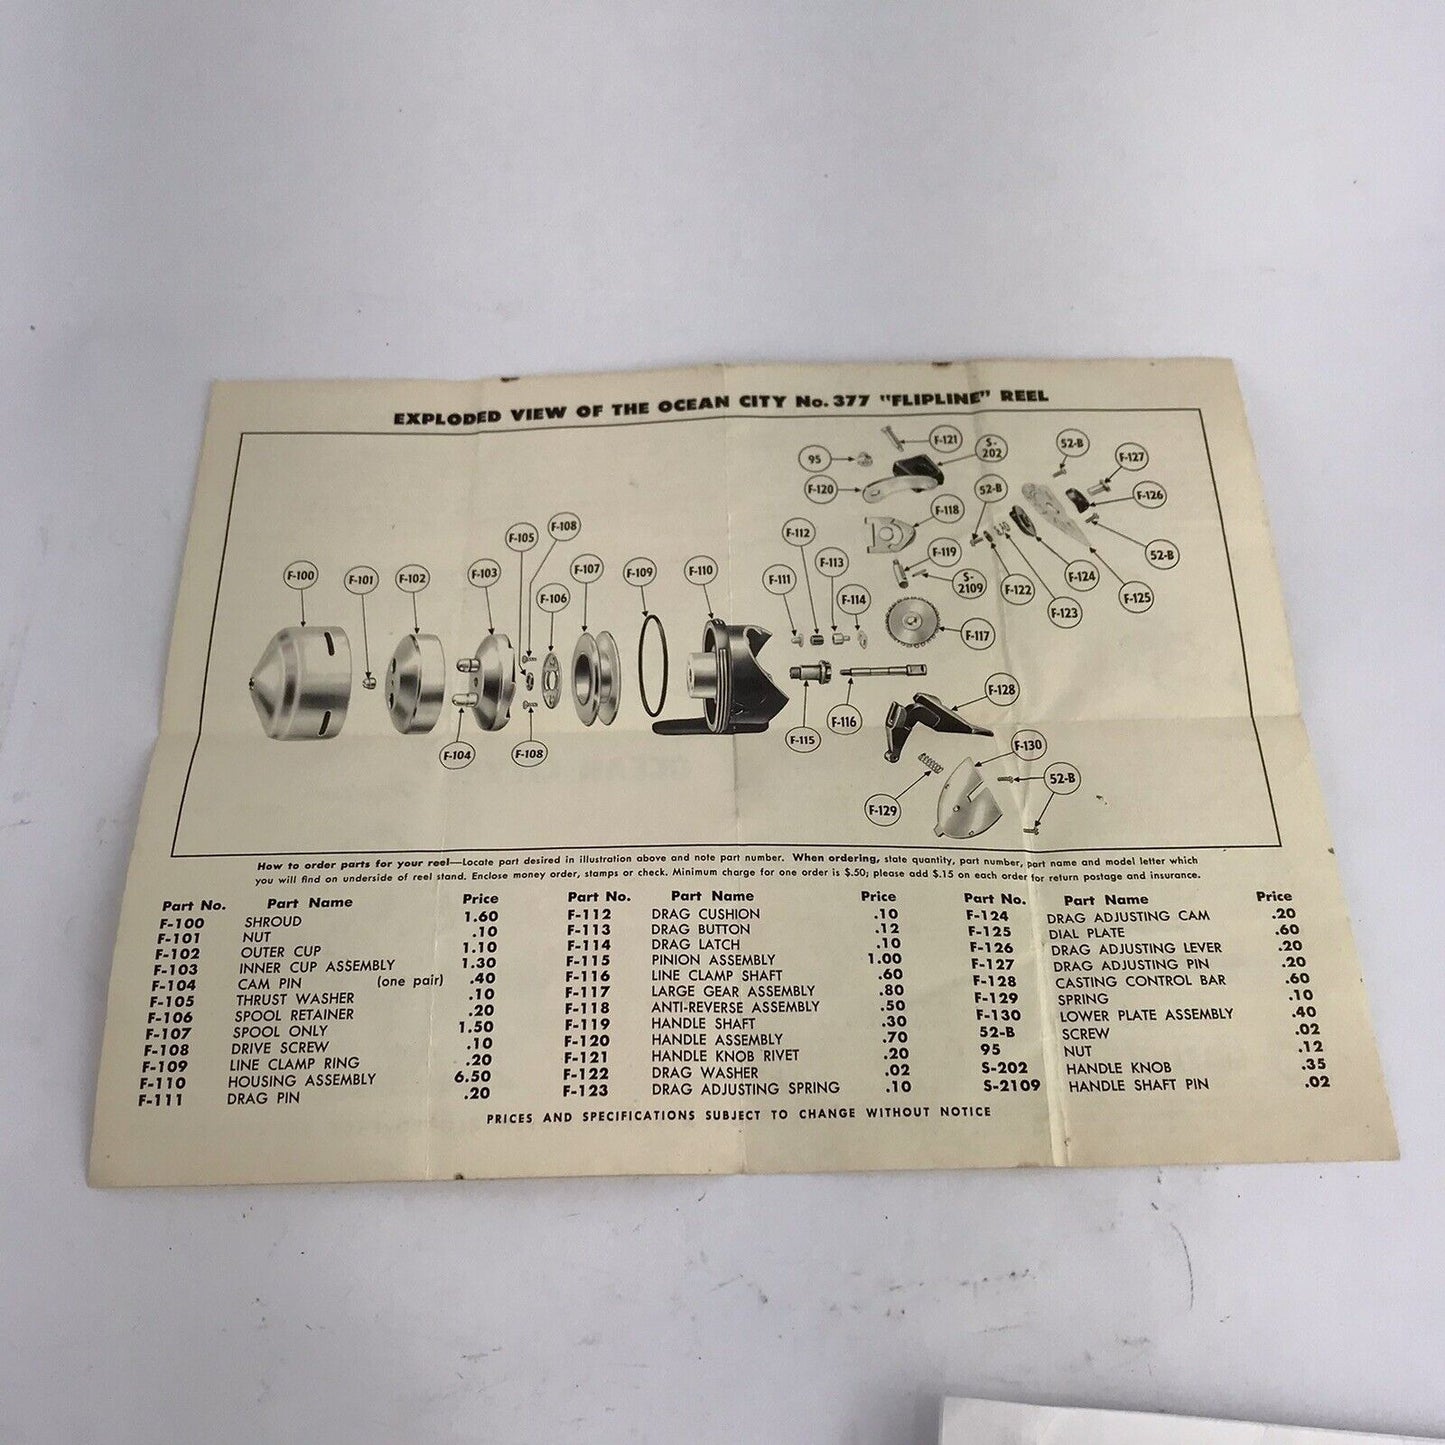 EXPLODED VIEW OF THE OCEAN CITY No. 377 "FLIPLINE" REEL
F-121
S-202
95
F-120
52-B
F-127
F-126
52-B
52-B
F-118
F-119
S-2109
F-122
F-123
F-124
F-125
F-100
F-101
F-102
F-103
F-105
F-108
F-106
F-107
F-109
F-110
F-111
F-112
F-113
F-114
F-117
F-104
F-108
F-115
F-116
F-128
F-130
52-B
F-129
How to order parts for your reel—Locate part desired in illustration above and note part number. When ordering, state quantity, part number, part name and model letter which
you will find on underside of reel stand. Enclose money order, stamps or check. Minimum charge for one order is $.50; please add $.15 on each order for return postage and insurance.
Part No. Part Name Price
F-100 SHROUD 1.60
F-101 NUT .10
F-102 OUTER CUP 1.10
F-103 INNER CUP ASSEMBLY 1.30
F-104 CAM PIN (one pair) .40
F-105 THRUST WASHER .10
F-106 SPOOL RETAINER .20
F-107 SPOOL ONLY 1.50
F-108 DRIVE SCREW .10
F-109 LINE CLAMP RING .20
F-110 HOUSING ASSEMBLY 6.50
F-111 DRAG PIN .20
Part No. Part Name Price
F-112 DRAG CUSHION .10
F-113 DRAG BUTTON .12
F-114 DRAG LATCH .10
F-115 PINION ASSEMBLY 1.00
F-116 LINE CLAMP SHAFT .60
F-117 LARGE GEAR ASSEMBLY .80
F-118 ANTI-REVERSE ASSEMBLY .50
F-119 HANDLE SHAFT .30
F-120 HANDLE ASSEMBLY .70
F-121 HANDLE KNOB RIVET .20
F-122 DRAG WASHER .02
F-123 DRAG ADJUSTING SPRING .10
Part No. Part Name Price
F-124 DRAG ADJUSTING CAM .20
F-125 DIAL PLATE .60
F-126 DRAG ADJUSTING LEVER .20
F-127 DRAG ADJUSTING PIN .20
F-128 CASTING CONTROL BAR .60
F-129 SPRING .10
F-130 LOWER PLATE ASSEMBLY .40
52-B SCREW .02
95 NUT .12
S-202 HANDLE KNOB .35
S-2109 HANDLE SHAFT PIN .02
PRICES AND SPECIFICATIONS SUBJECT TO CHANGE WITHOUT NOTICE